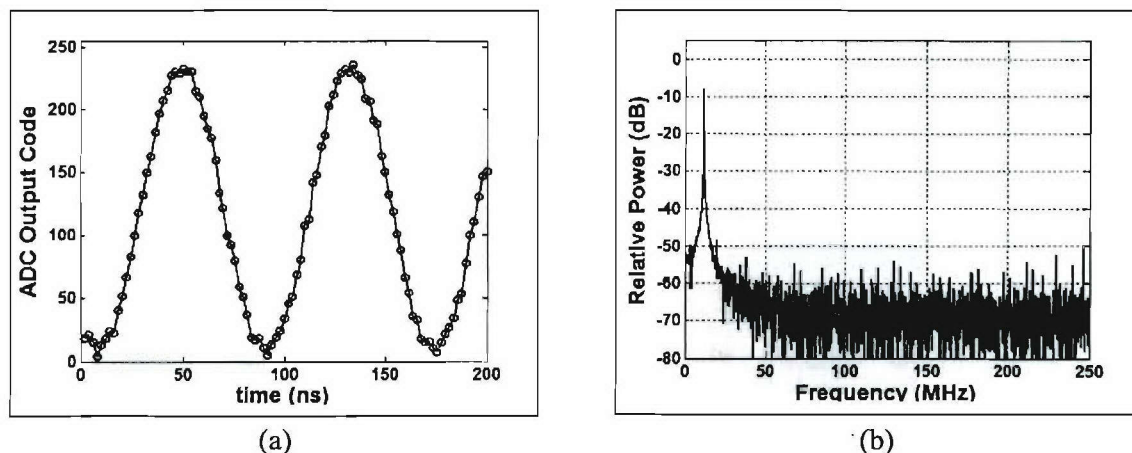 250
200
150
100
50
0
ADC Output Code
0 50 100 150 200
time (ns)
(a)
0
-10
-20
-30
-40
-50
-60
-70
-80
Relative Power (dB)
0 50 100 150 200 250
Frequency (MHz)
(b)